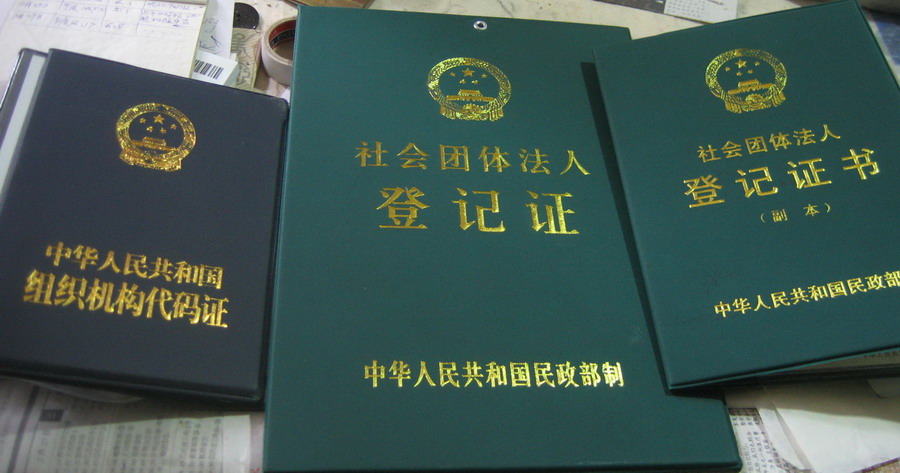 中华人民共和国
组织机构代码证
社会团体法人
登记证
中华人民共和国民政部制
社会团体法人
登记证书
(副本)
中华人民共和国民政部